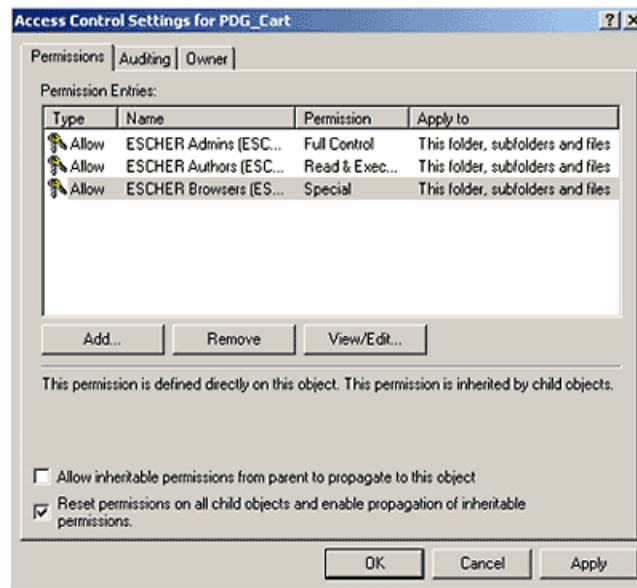 Access Control Settings for PDG_Cart
Permissions Auditing Owner
Permission Entries:
Type Name Permission Apply to
Allow ESCHER Admins (ESC... Full Control This folder, subfolders and files
Allow ESCHER Authors (ESC... Read & Exec... This folder, subfolders and files
Allow ESCHER Browsers (ES... Special This folder, subfolders and files
Add... Remove View/Edit...
This permission is defined directly on this object. This permission is inherited by child objects.
Allow inheritable permissions from parent to propagate to this object
Reset permissions on all child objects and enable propagation of inheritable
permissions.
OK Cancel Apply